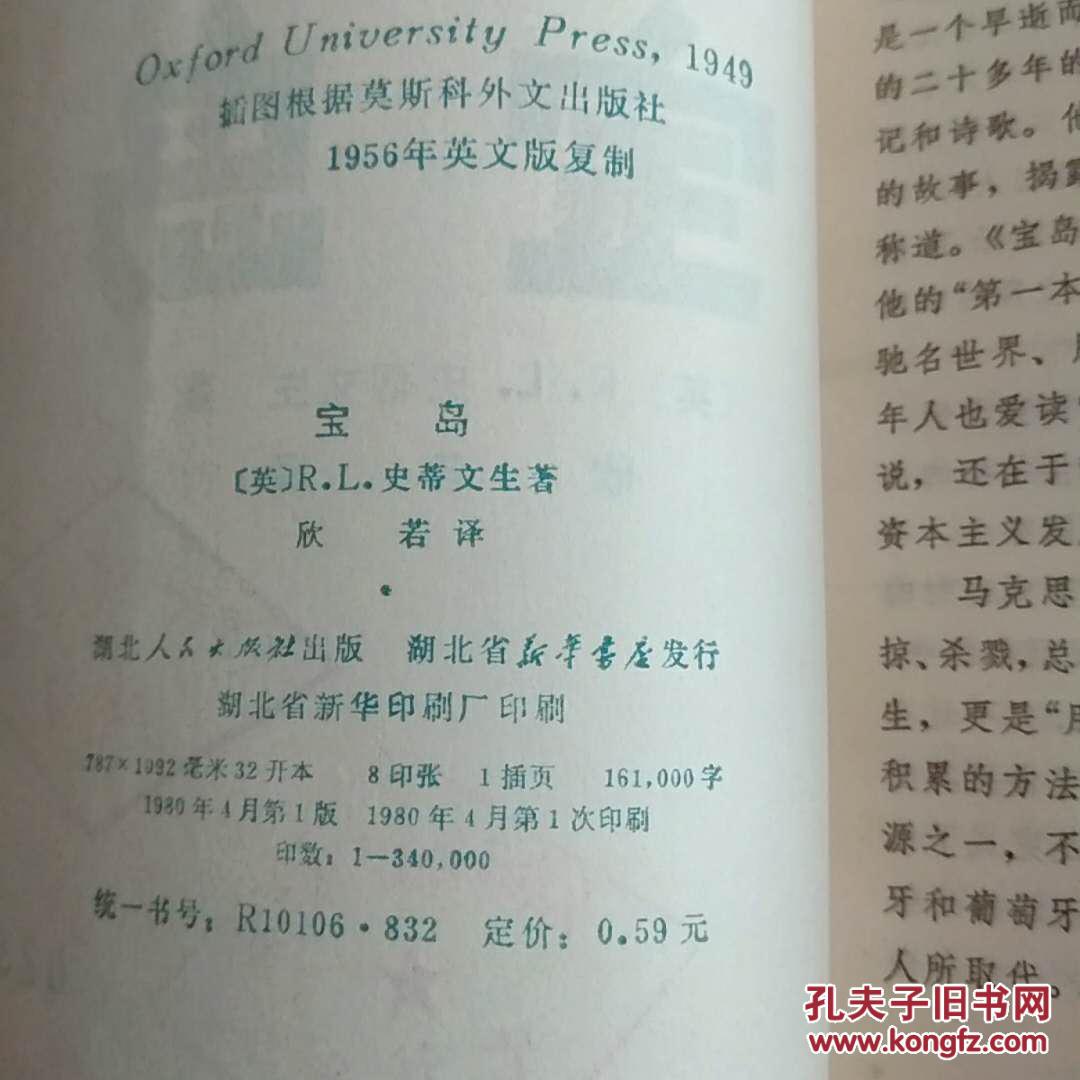 Oxford University Press, 1949
插图根据莫斯科外文出版社
1956年英文版复制
宝 岛
〔英〕R.L.史蒂文生著
欣 若译
湖北人民出版社出版 湖北省新华书店发行
湖北省新华印刷厂印刷
787×1092毫米32开本 8印张 1插页 161,000字
1980年4月第1版 1980年4月第1次印刷
印数：1—340,000
统一书号：R10106·832 定价：0.59元
是一个早逝而
的二十多年的
记和诗歌。他
的故事，揭露
称道。《宝岛
他的“第一本
驰名世界、
年人也爱读
说，还在于
资本主义发
马克思
掠、杀戮，总
生，更是“
积累的方法
源之一，不
牙和葡萄牙
人所取代。
孔夫子旧书网
www.kongfz.com